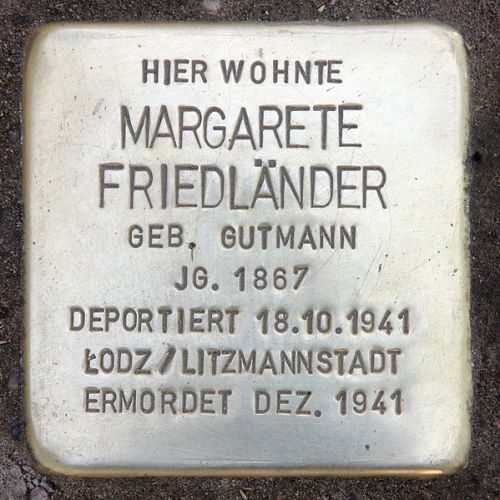 HIER WOHNTE
MARGARETE
FRIEDLÄNDER
GEB. GUTMANN
JG. 1867
DEPORTIERT 18.10.1941
ŁODZ/LITZMANNSTADT
ERMORDET DEZ. 1941